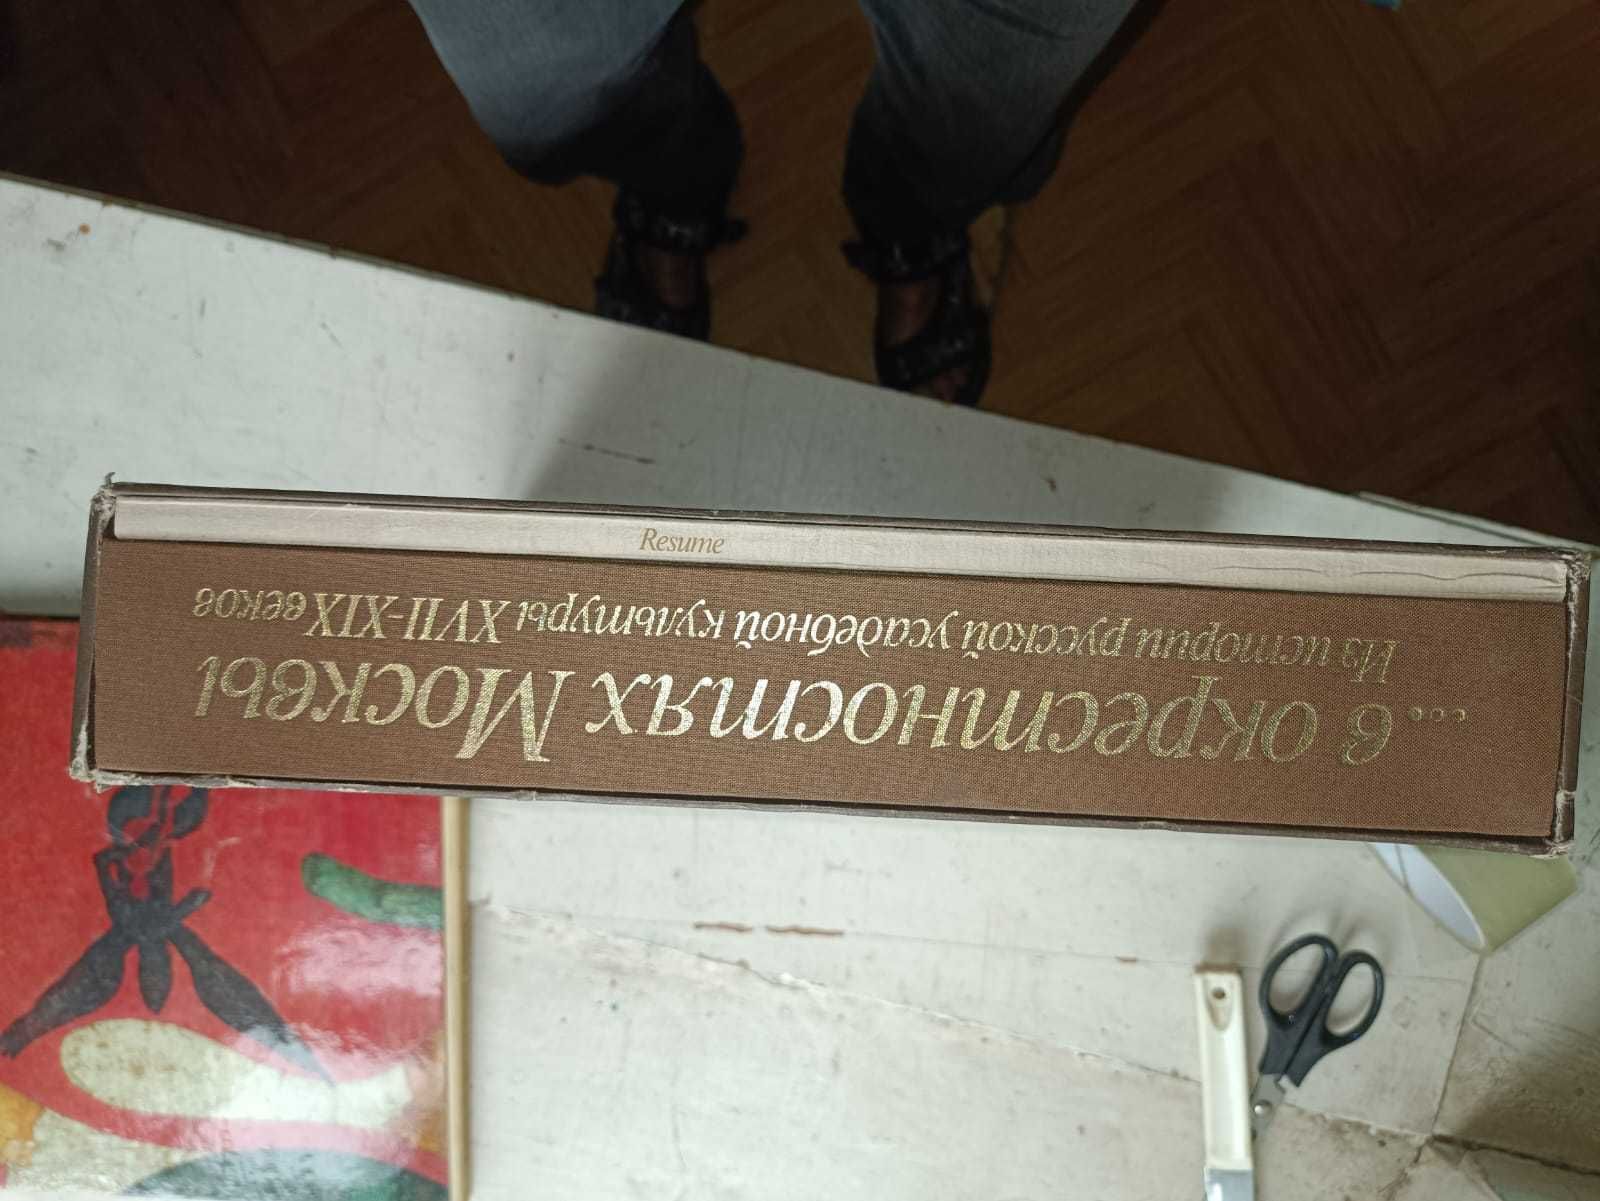 Resume
...в окрестностях Москвы
Из истории русской усадебной культуры XVII-XIX веков